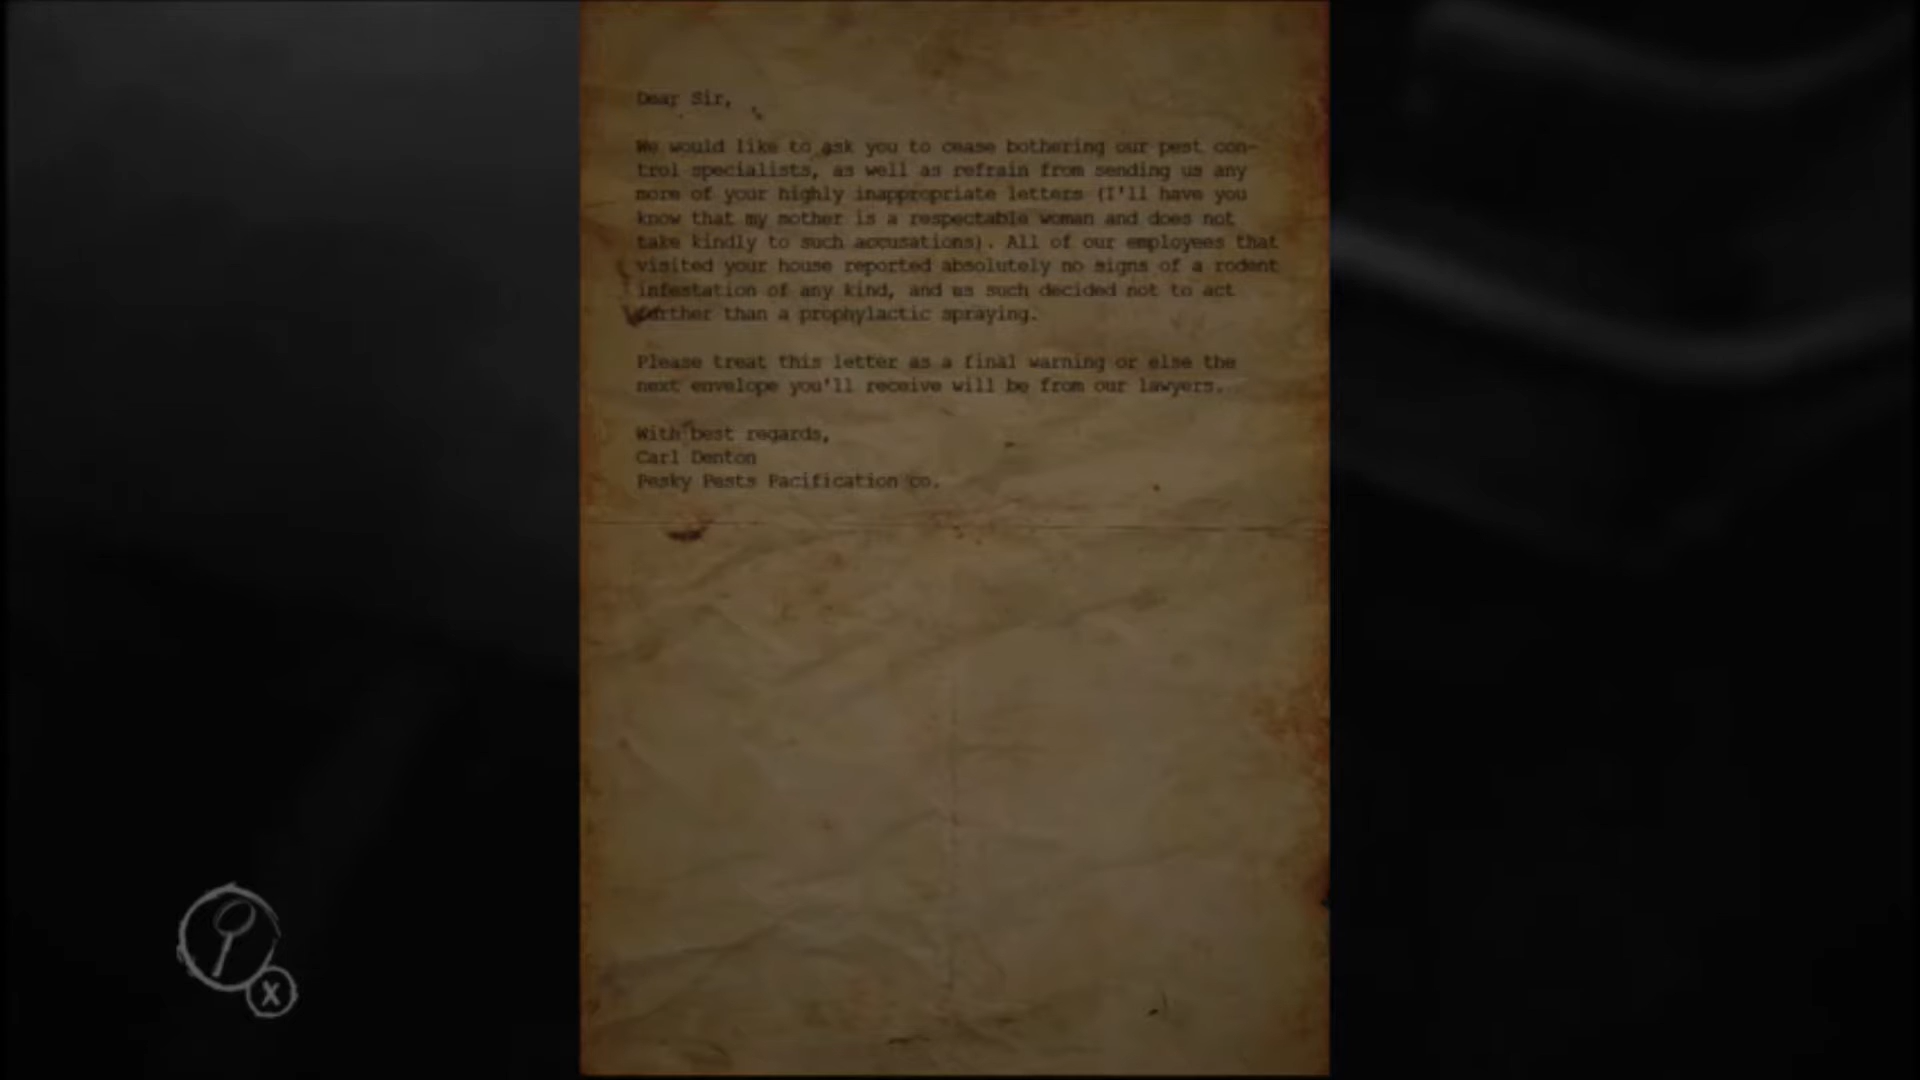 Dear Sir,
We would like to ask you to cease bothering our pest con-
trol specialists, as well as refrain from sending us any
more of your highly inappropriate letters (I'll have you
know that my mother is a respectable woman and does not
take kindly to such accusations). All of our employees that
visited your house reported absolutely no signs of a rodent
infestation of any kind, and as such decided not to act
further than a prophylactic spraying.
Please treat this letter as a final warning or else the
next envelope you'll receive will be from our lawyers...
With best regards,
Carl Denton
Pesky Pests Pacification co.
X